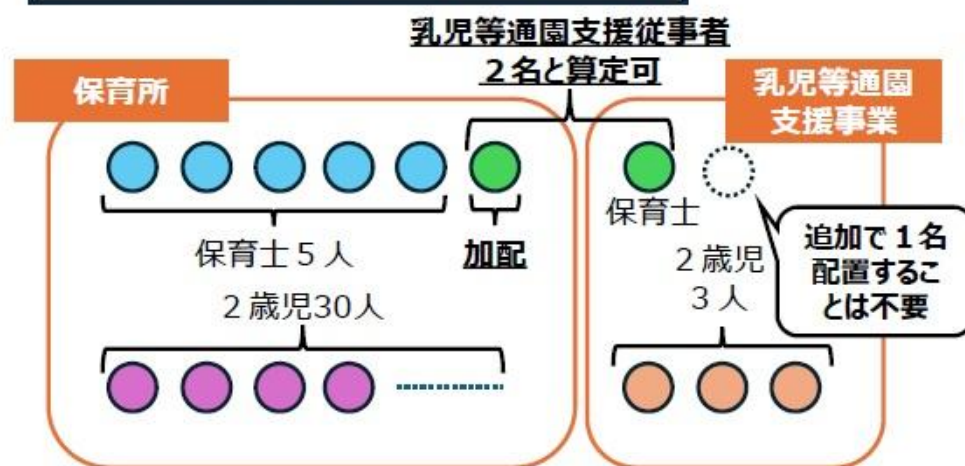 乳児等通園支援従事者
２名と算定可
保育所
乳児等通園
支援事業
保育士５人
加配
保育士
追加で１名
配置するこ
とは不要
２歳児30人
２歳児
３人